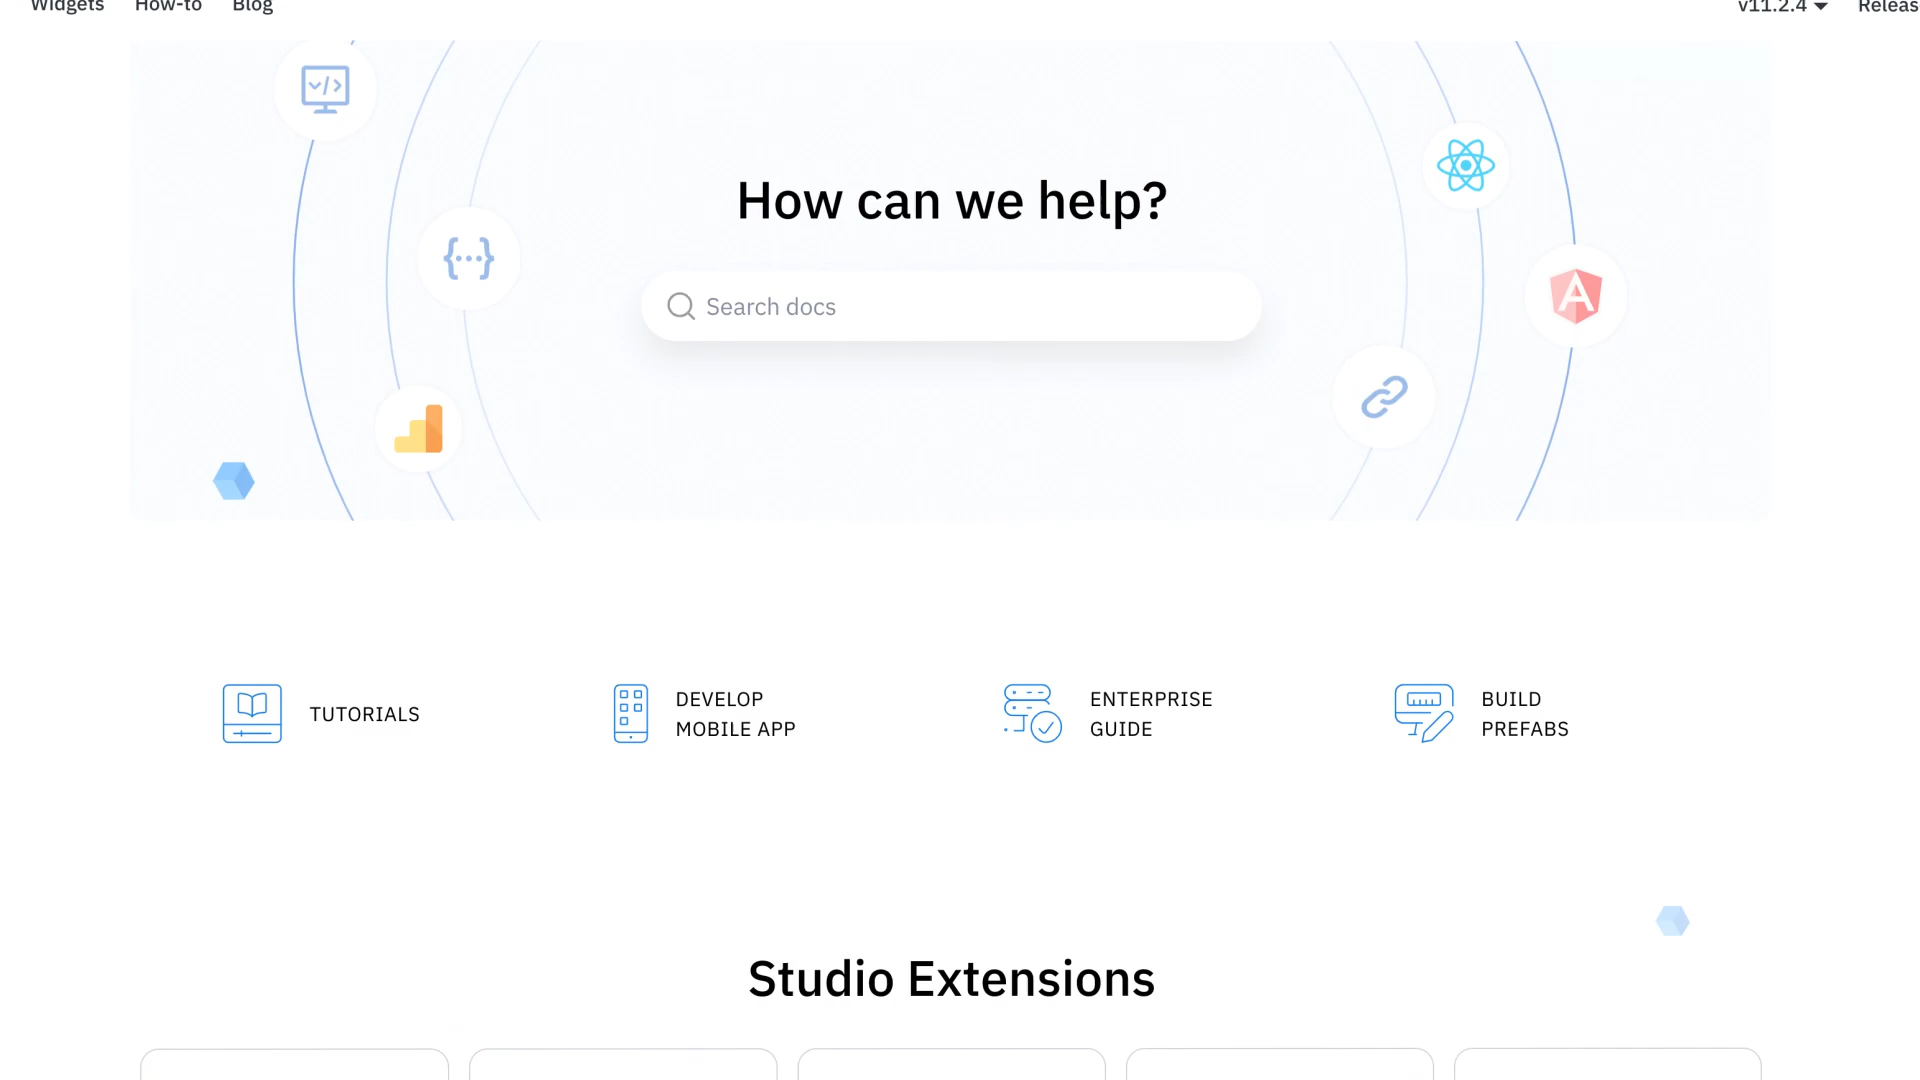 Widgets How-to Blog v11.2.4 Releas
How can we help?
Search docs
TUTORIALS
DEVELOP
MOBILE APP
ENTERPRISE
GUIDE
BUILD
PREFABS
Studio Extensions